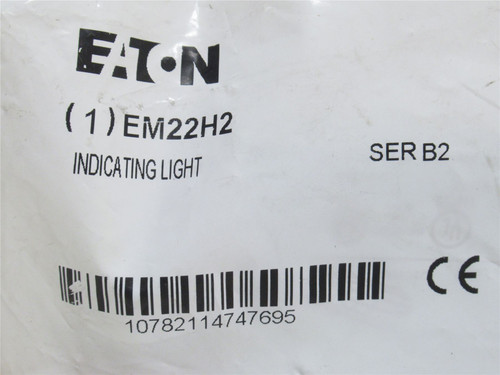 EATON
(1) EM22H2
INDICATING LIGHT
SER B2
CE
10782114747695